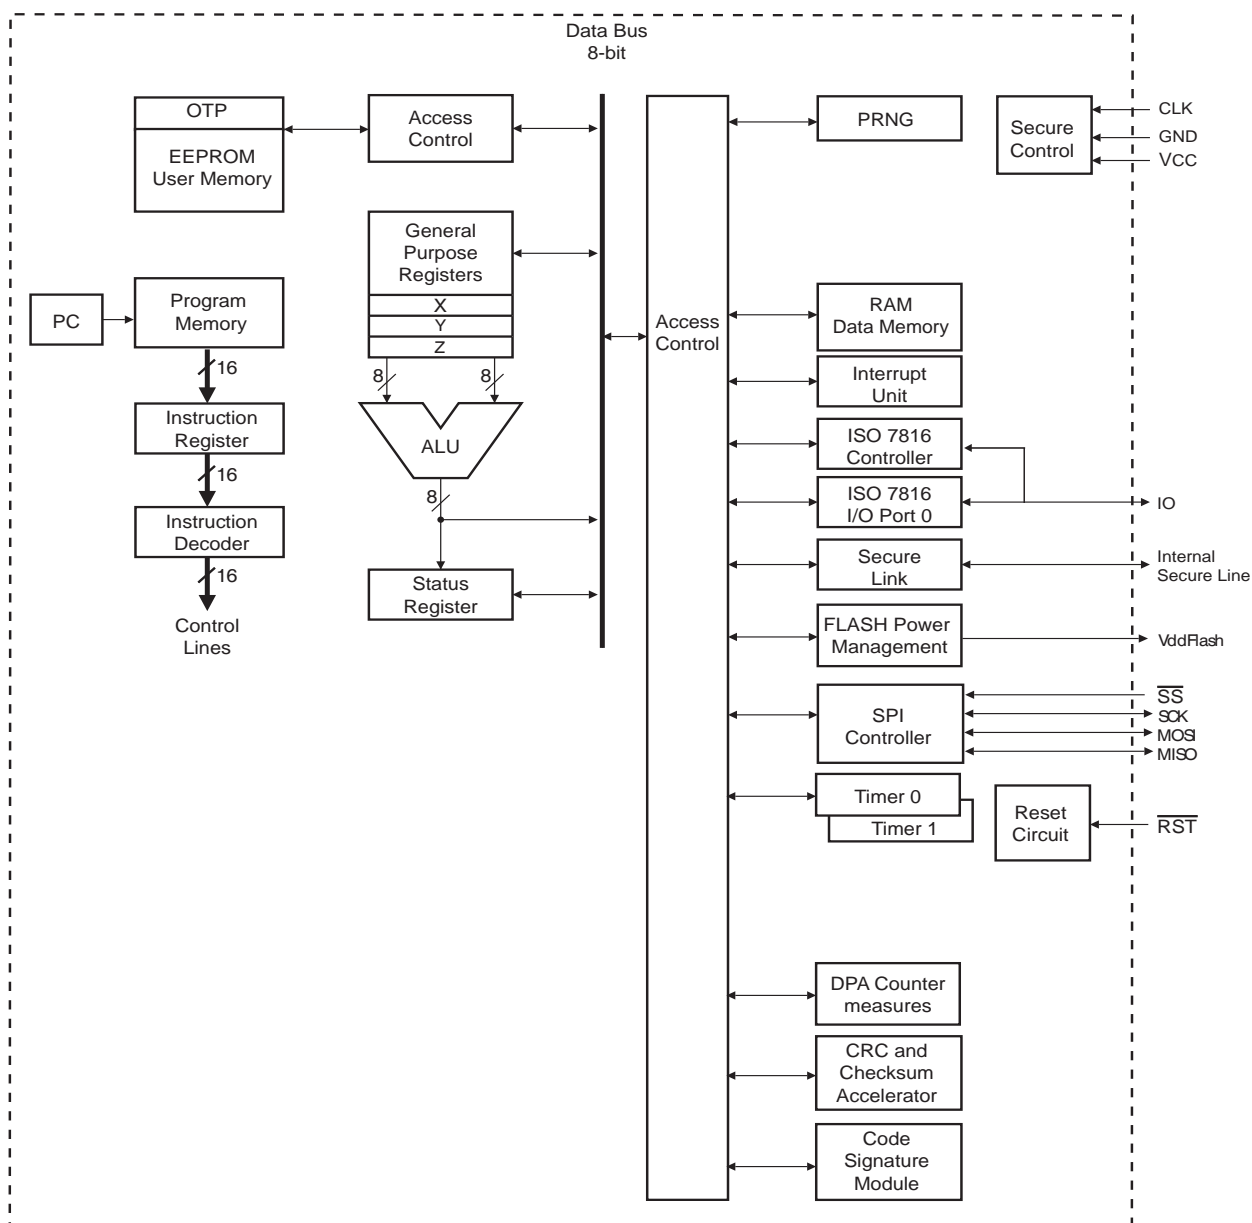 Data Bus
8-bit
OTP
EEPROM
User Memory
Access
Control
PRNG
Secure
Control
CLK
GND
VCC
General
Purpose
Registers
X
Y
Z
PC
Program
Memory
16
Instruction
Register
16
Instruction
Decoder
16
Control
Lines
8
8
ALU
8
Status
Register
Access
Control
RAM
Data Memory
Interrupt
Unit
ISO 7816
Controller
ISO 7816
I/O Port 0
IO
Secure
Link
Internal
Secure Line
FLASH Power
Management
VddFlash
SPI
Controller
SS
SCK
MOSI
MISO
Timer 0
Timer 1
Reset
Circuit
RST
DPA Counter
measures
CRC and
Checksum
Accelerator
Code
Signature
Module